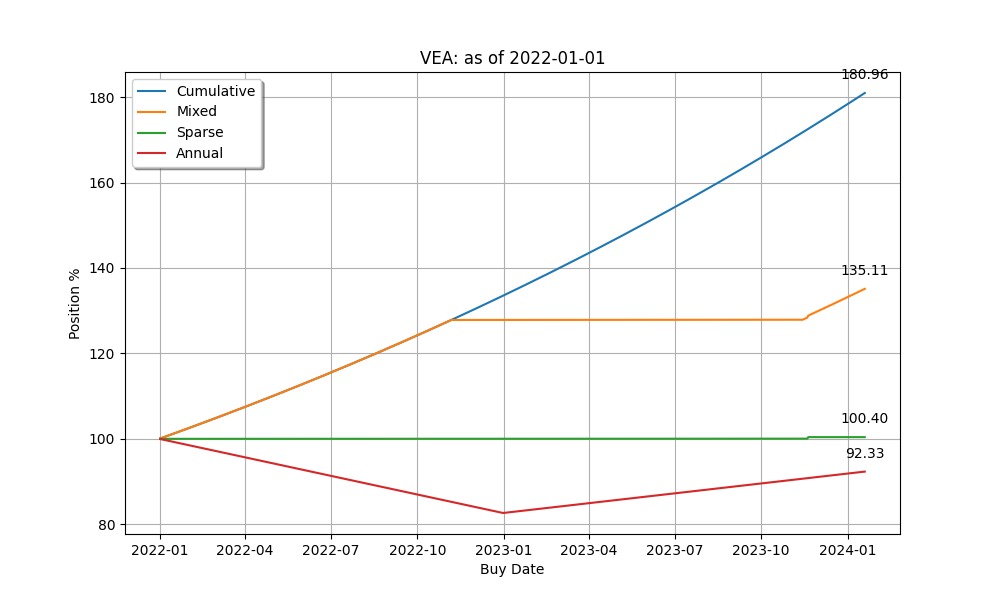 VEA: as of 2022-01-01
Cumulative
Mixed
Sparse
Annual
180.96
135.11
100.40
92.33
180
160
140
120
100
80
Position %
2022-01 2022-04 2022-07 2022-10 2023-01 2023-04 2023-07 2023-10 2024-01
Buy Date